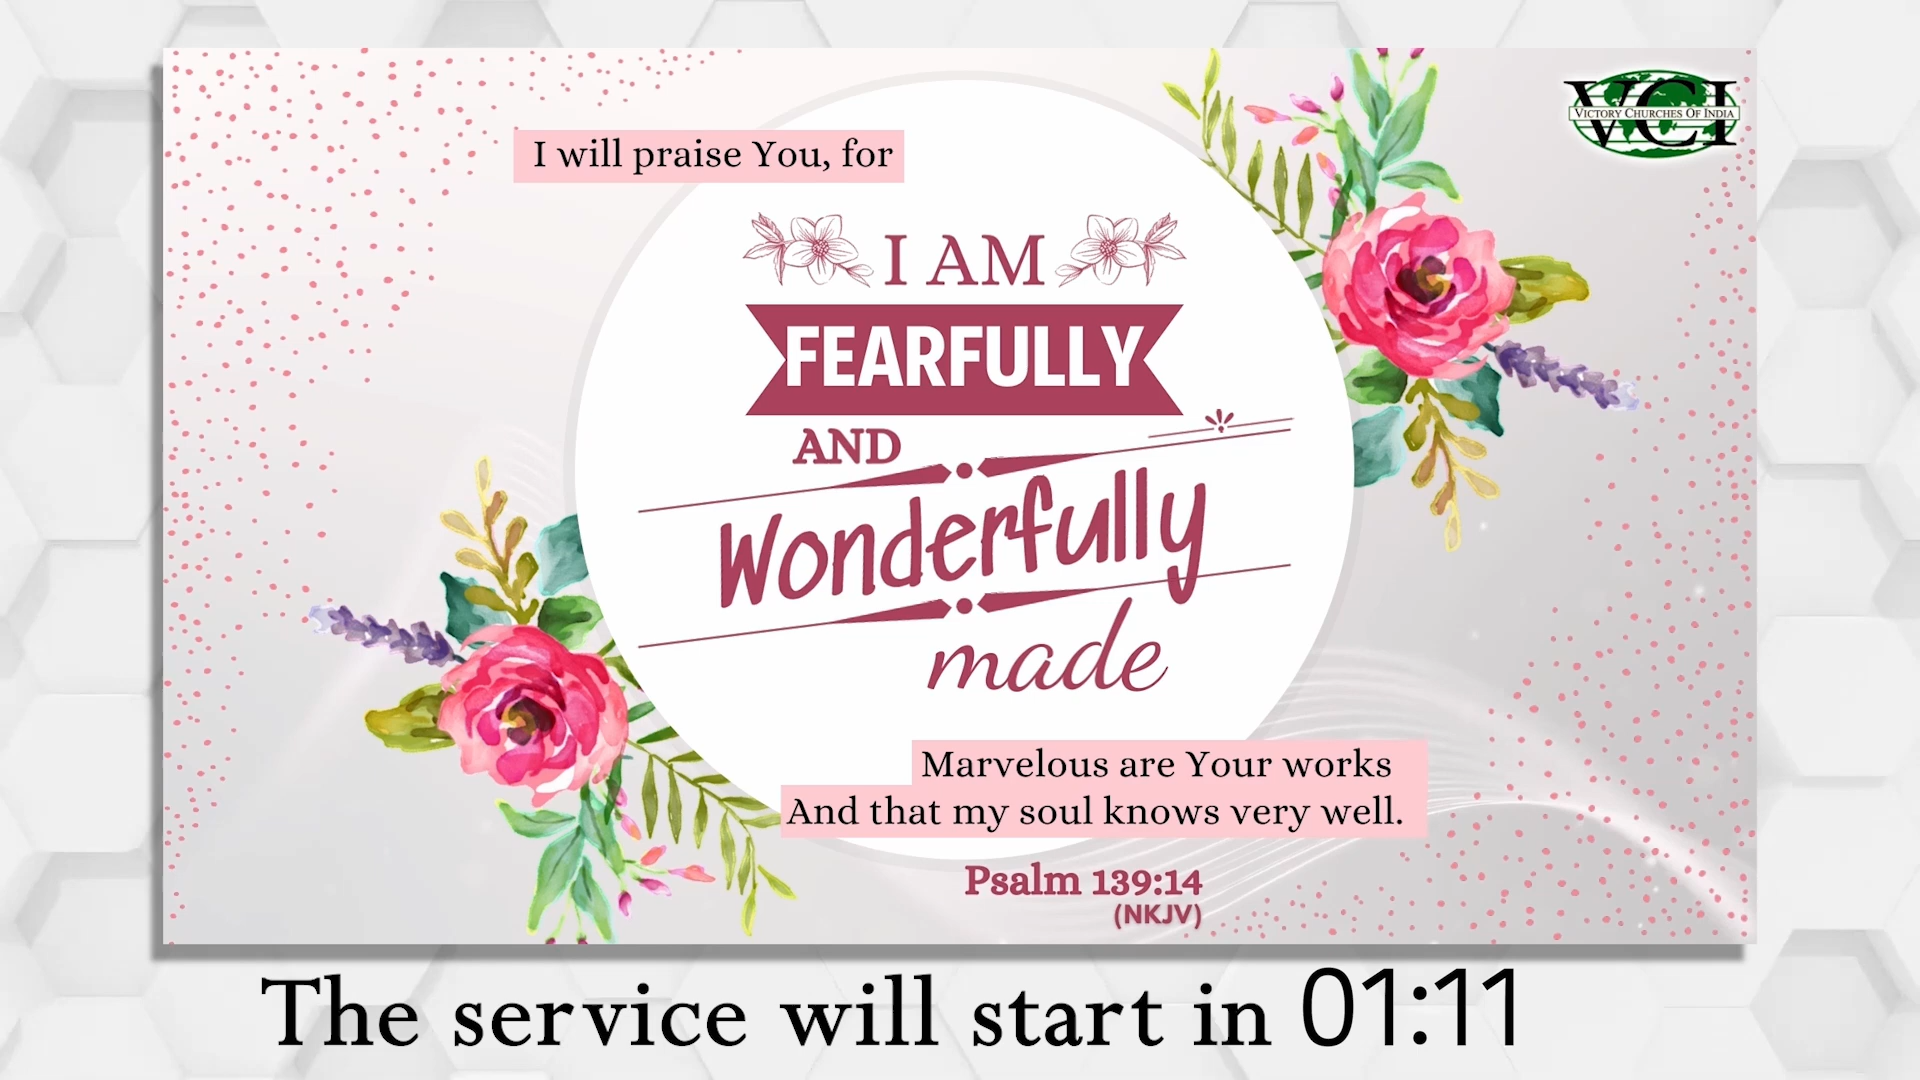 VCI
VICTORY CHURCHES OF INDIA
I will praise You, for
I AM
FEARFULLY
AND
Wonderfully
made
Marvelous are Your works
And that my soul knows very well.
Psalm 139:14
(NKJV)
The service will start in 01:11